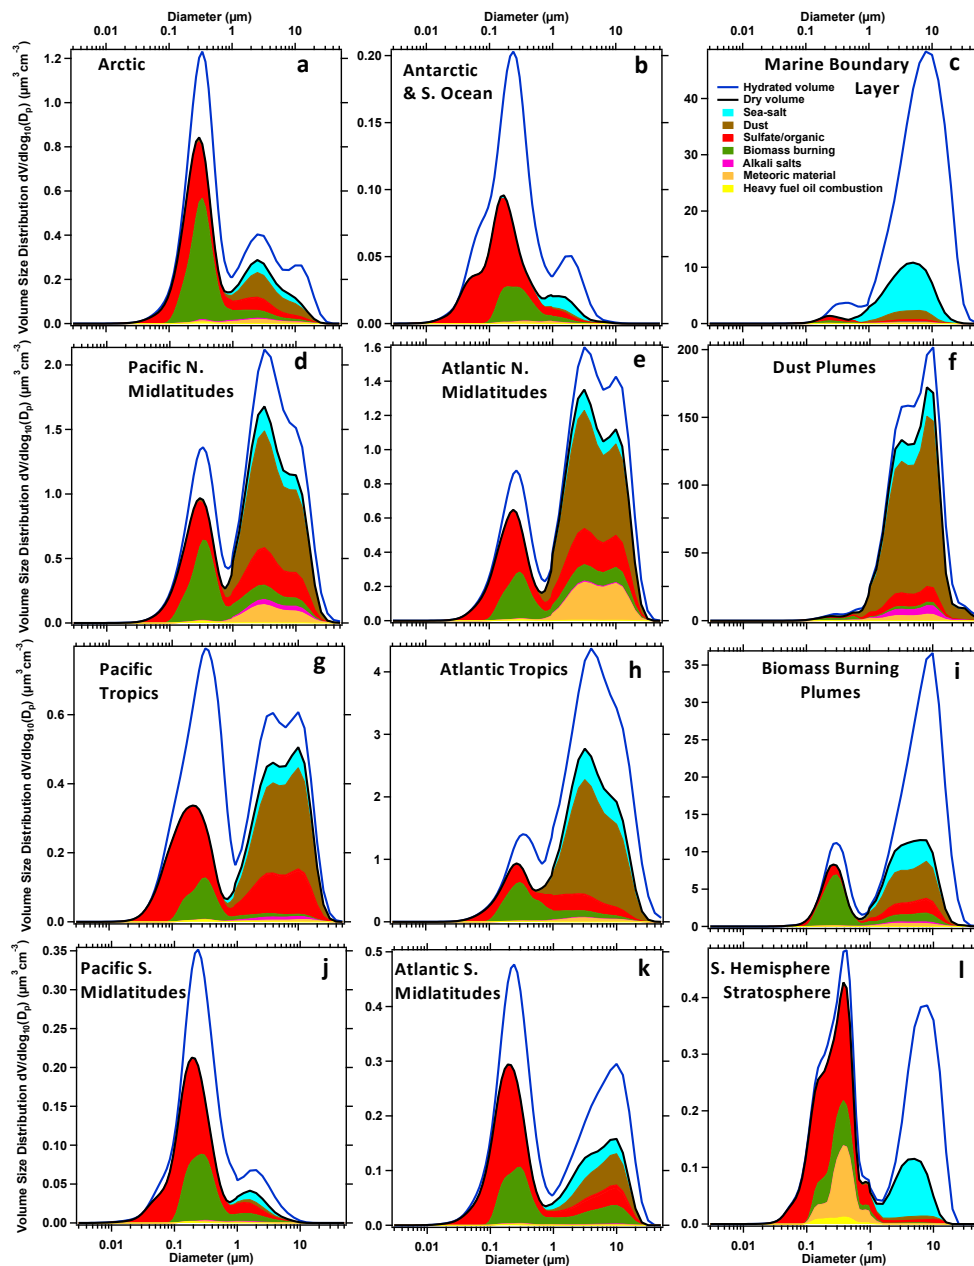 Diameter (µm) Diameter (µm) Diameter (µm)
0.01 0.1 1 10 0.01 0.1 1 10 0.01 0.1 1 10
Volume Size Distribution dV/dlog₁₀(Dₚ) (µm³ cm⁻³)
1.2
1.0
0.8
0.6
0.4
0.2
0.0
Arctic
a
0.20
0.15
0.10
0.05
0.00
Antarctic
& S. Ocean
b
40
30
20
10
0
Marine Boundary
Layer
c
Hydrated volume
Dry volume
Sea-salt
Dust
Sulfate/organic
Biomass burning
Alkali salts
Meteoric material
Heavy fuel oil combustion
Volume Size Distribution dV/dlog₁₀(Dₚ) (µm³ cm⁻³)
2.0
1.5
1.0
0.5
0.0
Pacific N.
Midlatitudes
d
1.6
1.4
1.2
1.0
0.8
0.6
0.4
0.2
0.0
Atlantic N.
Midlatitudes
e
200
150
100
50
0
Dust Plumes
f
Volume Size Distribution dV/dlog₁₀(Dₚ) (µm³ cm⁻³)
0.6
0.4
0.2
0.0
Pacific
Tropics
g
4
3
2
1
0
Atlantic Tropics
h
35
30
25
20
15
10
5
0
Biomass Burning
Plumes
i
Volume Size Distribution dV/dlog₁₀(Dₚ) (µm³ cm⁻³)
0.35
0.30
0.25
0.20
0.15
0.10
0.05
0.00
Pacific S.
Midlatitudes
j
0.5
0.4
0.3
0.2
0.1
0.0
Atlantic S.
Midlatitudes
k
0.4
0.3
0.2
0.1
0.0
S. Hemisphere
Stratosphere
l
0.01 0.1 1 10 0.01 0.1 1 10 0.01 0.1 1 10
Diameter (µm) Diameter (µm) Diameter (µm)